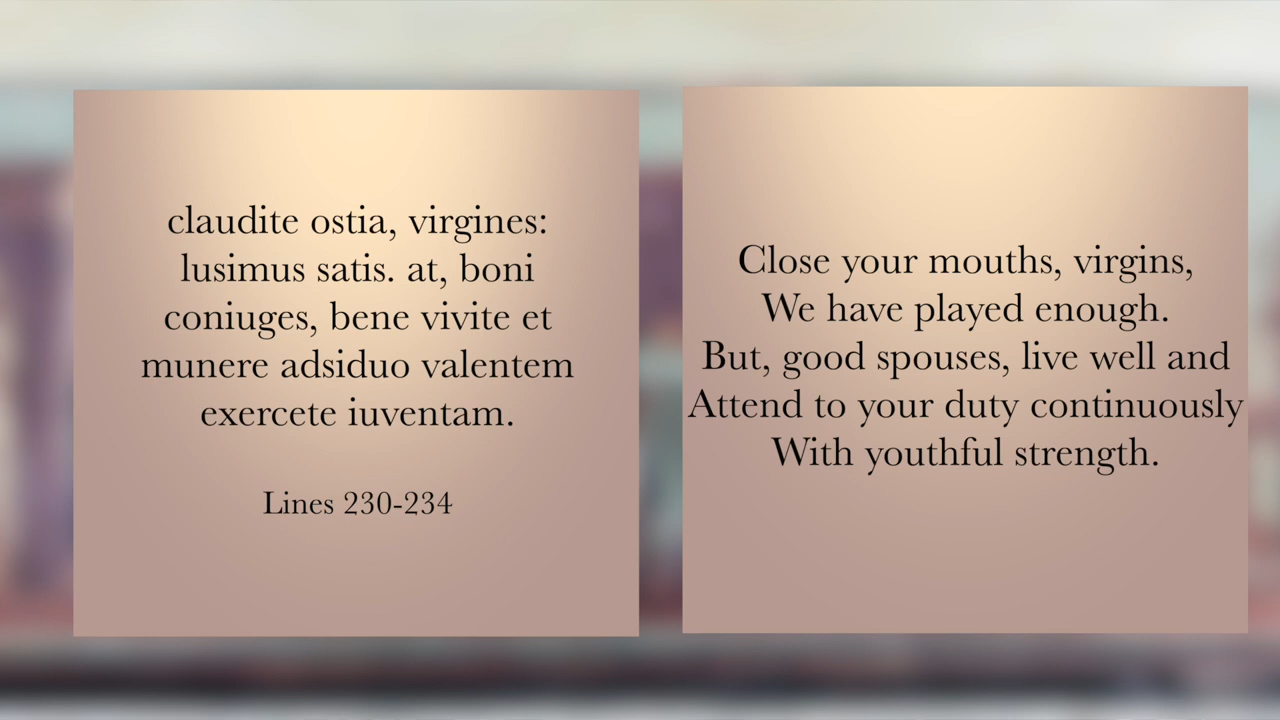 claudite ostia, virgines:
lusimus satis. at, boni
coniuges, bene vivite et
munere adsiduo valentem
exercete iuventam.
Lines 230-234
Close your mouths, virgins,
We have played enough.
But, good spouses, live well and
Attend to your duty continuously
With youthful strength.